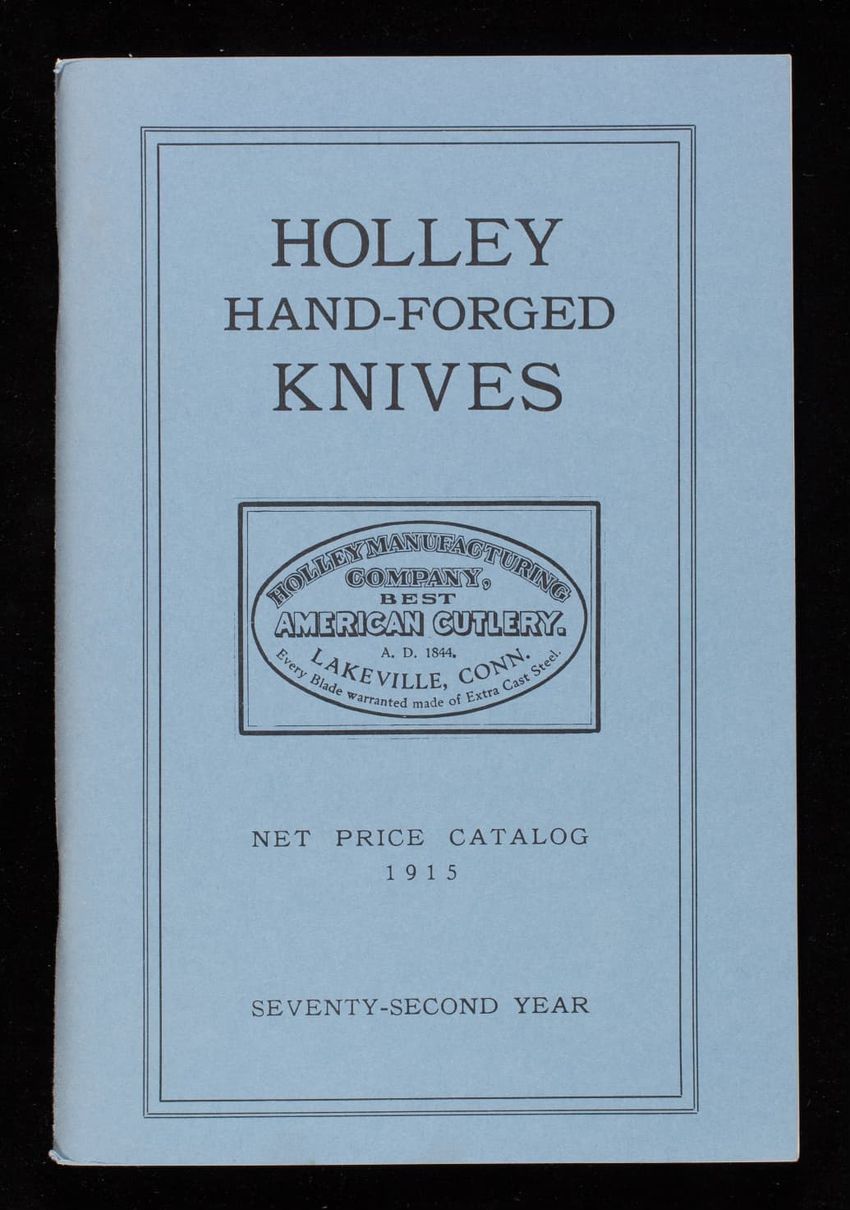 HOLLEY
HAND-FORGED
KNIVES
HOLLEY MANUFACTURING
COMPANY,
BEST
AMERICAN CUTLERY.
A. D. 1844.
LAKEVILLE, CONN.
Every Blade warranted made of Extra Cast Steel.
NET PRICE CATALOG
1915
SEVENTY-SECOND YEAR